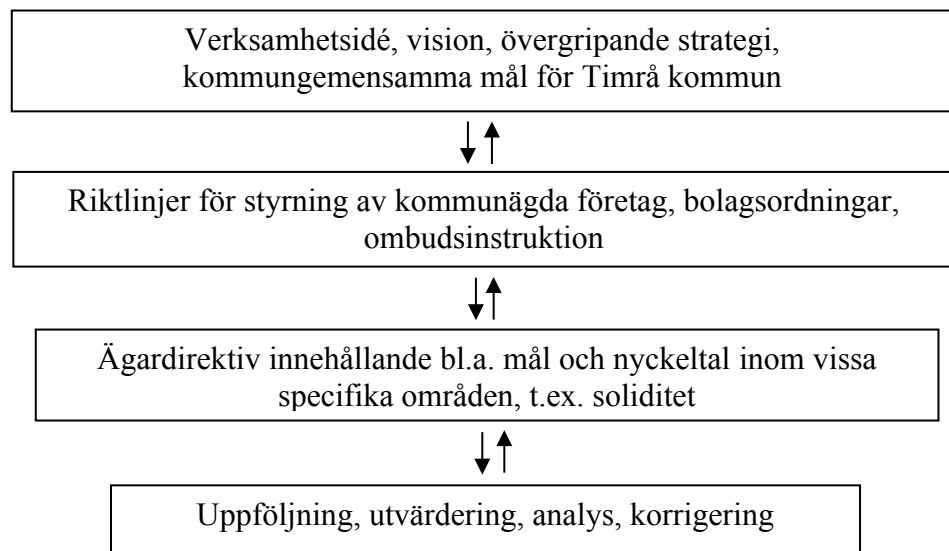 Verksamhetsidé, vision, övergripande strategi,
kommungemensamma mål för Timrå kommun
Riktlinjer för styrning av kommunägda företag, bolagsordningar,
ombudsinstruktion
Ägardirektiv innehållande bl.a. mål och nyckeltal inom vissa
specifika områden, t.ex. soliditet
Uppföljning, utvärdering, analys, korrigering